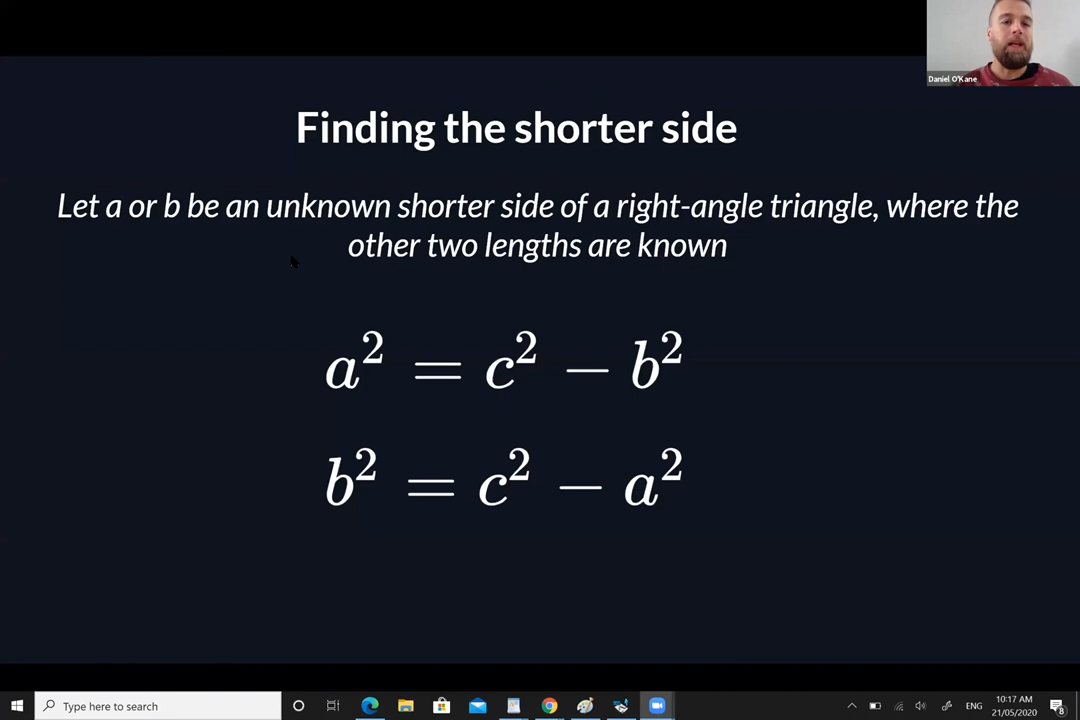 Daniel O'Kane
Finding the shorter side
Let a or b be an unknown shorter side of a right-angle triangle, where the
other two lengths are known
a² = c² − b²
b² = c² − a²
Type here to search
ENG
10:17 AM
21/05/2020
8